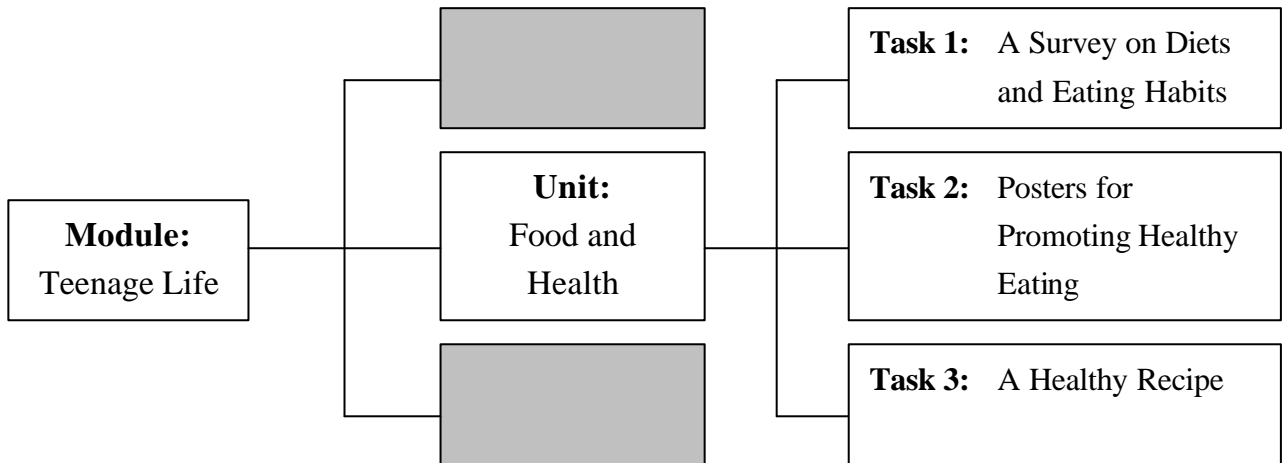 Module:
Teenage Life
Unit:
Food and
Health
Task 1: A Survey on Diets
and Eating Habits
Task 2: Posters for
Promoting Healthy
Eating
Task 3: A Healthy Recipe